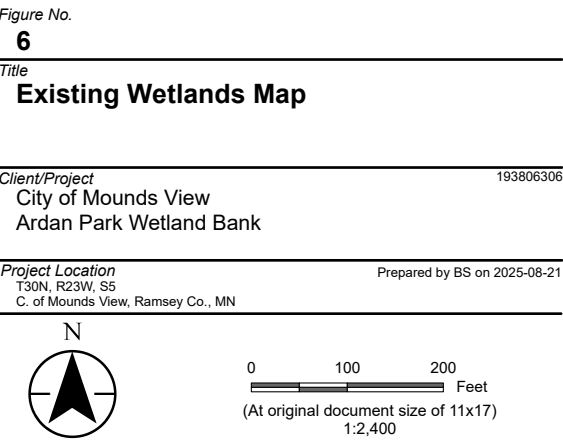 Figure No.
6
Title
Existing Wetlands Map
Client/Project 193806306
City of Mounds View
Ardan Park Wetland Bank
Project Location Prepared by BS on 2025-08-21
T30N, R23W, S5
C. of Mounds View, Ramsey Co., MN
N
0 100 200
Feet
(At original document size of 11x17)
1:2,400